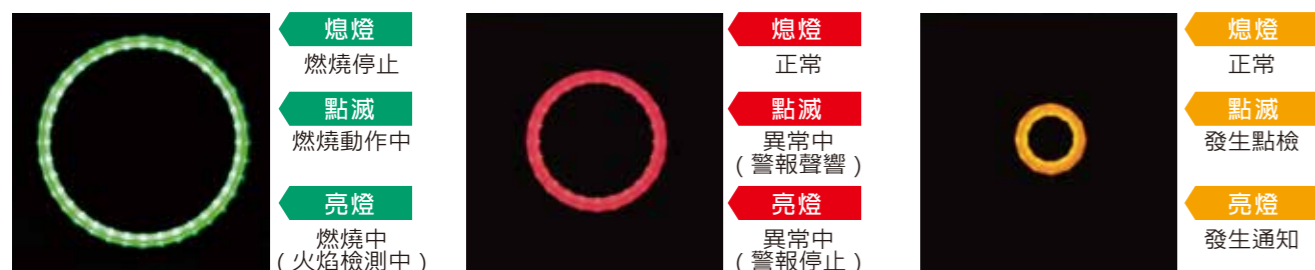 熄燈
燃燒停止
點滅
燃燒動作中
亮燈
燃燒中
(火焰檢測中)
熄燈
正常
點滅
異常中
(警報聲響)
亮燈
異常中
(警報停止)
熄燈
正常
點滅
發生點檢
亮燈
發生通知